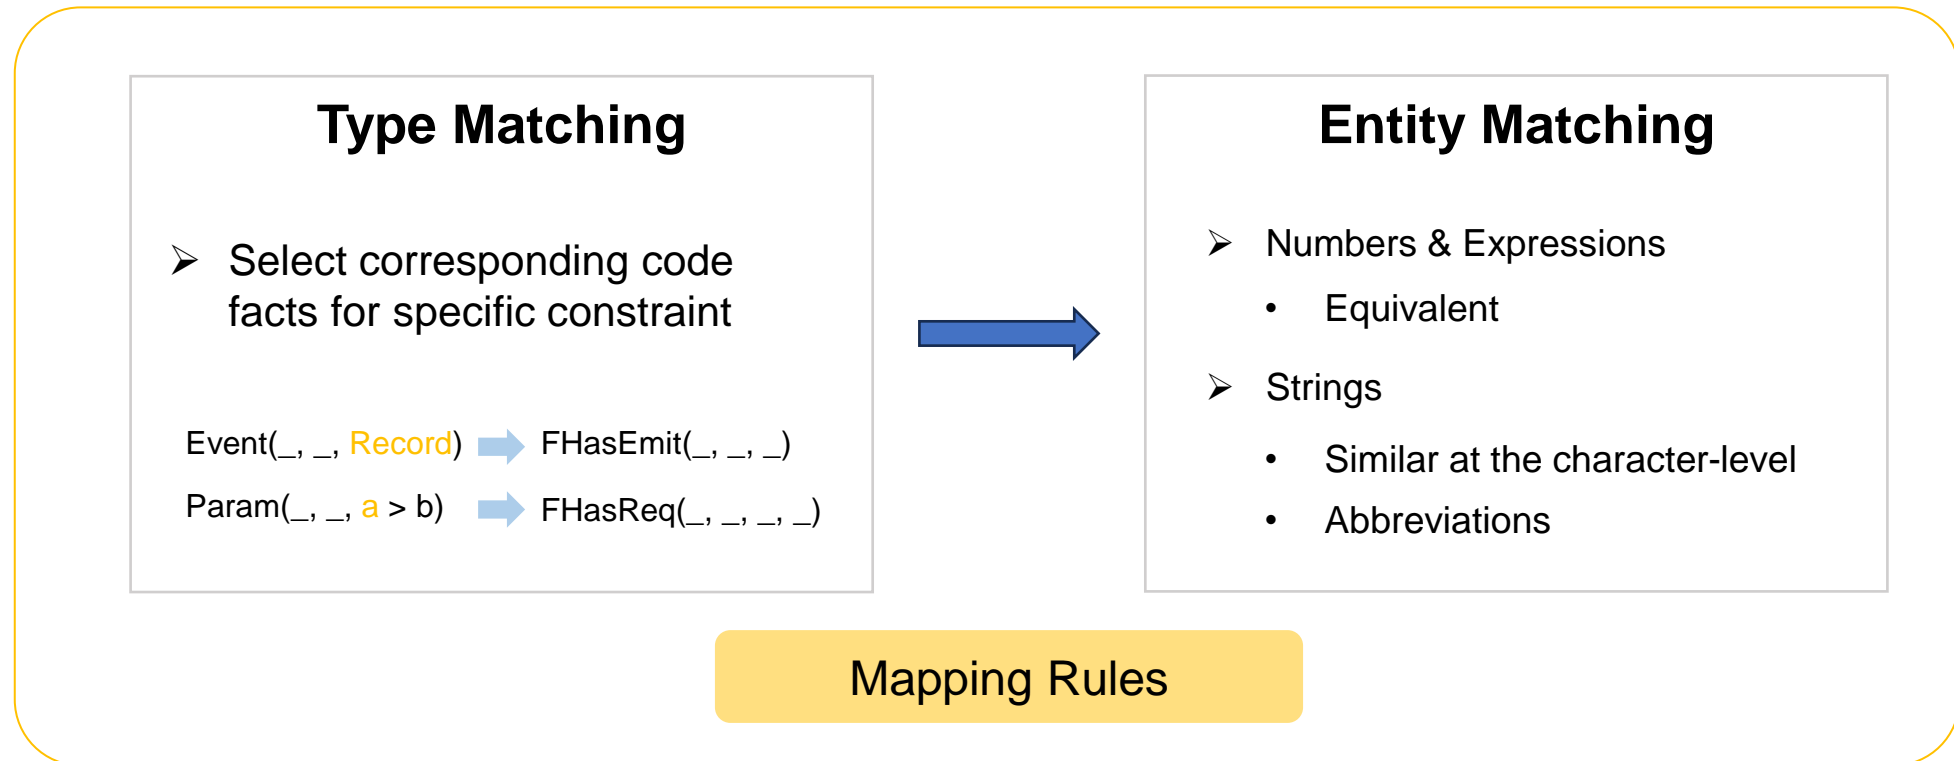 Type Matching
➢ Select corresponding code
facts for specific constraint
Event(_, _, Record) FHasEmit(_, _, _)
Param(_, _, a > b) FHasReq(_, _, _, _)
Entity Matching
➢ Numbers & Expressions
• Equivalent
➢ Strings
• Similar at the character-level
• Abbreviations
Mapping Rules